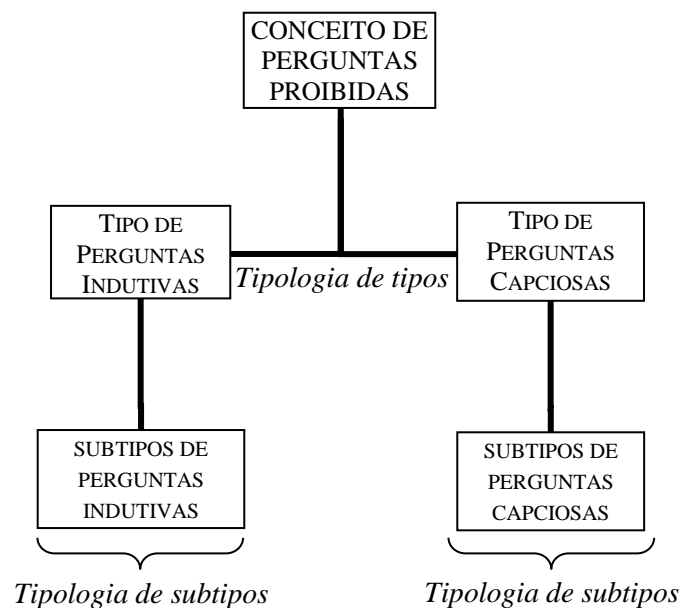 CONCEITO DE
PERGUNTAS
PROIBIDAS
TIPO DE
PERGUNTAS
INDUTIVAS
Tipologia de tipos
TIPO DE
PERGUNTAS
CAPCIOSAS
SUBTIPOS DE
PERGUNTAS
INDUTIVAS
SUBTIPOS DE
PERGUNTAS
CAPCIOSAS
Tipologia de subtipos
Tipologia de subtipos